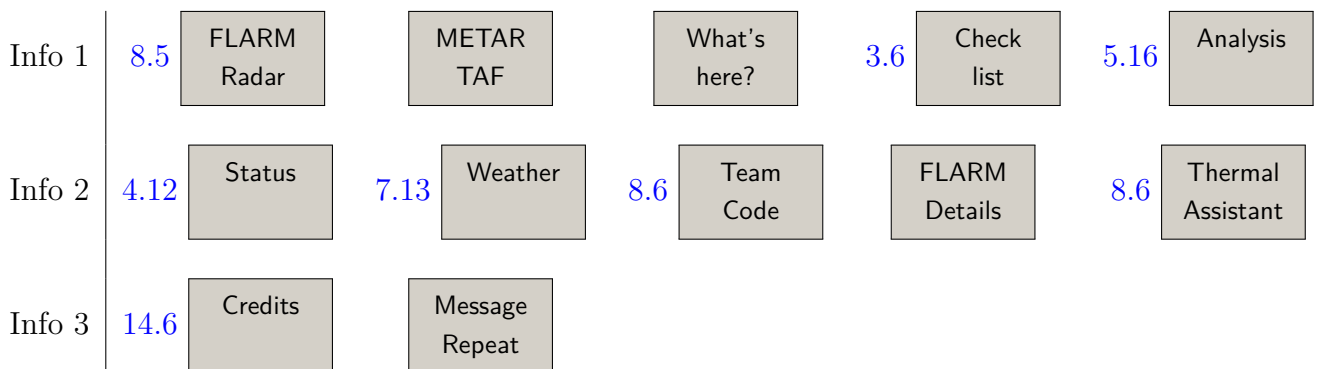 Info 1 8.5 FLARM Radar METAR TAF What's here? 3.6 Check list 5.16 Analysis
Info 2 4.12 Status 7.13 Weather 8.6 Team Code FLARM Details 8.6 Thermal Assistant
Info 3 14.6 Credits Message Repeat